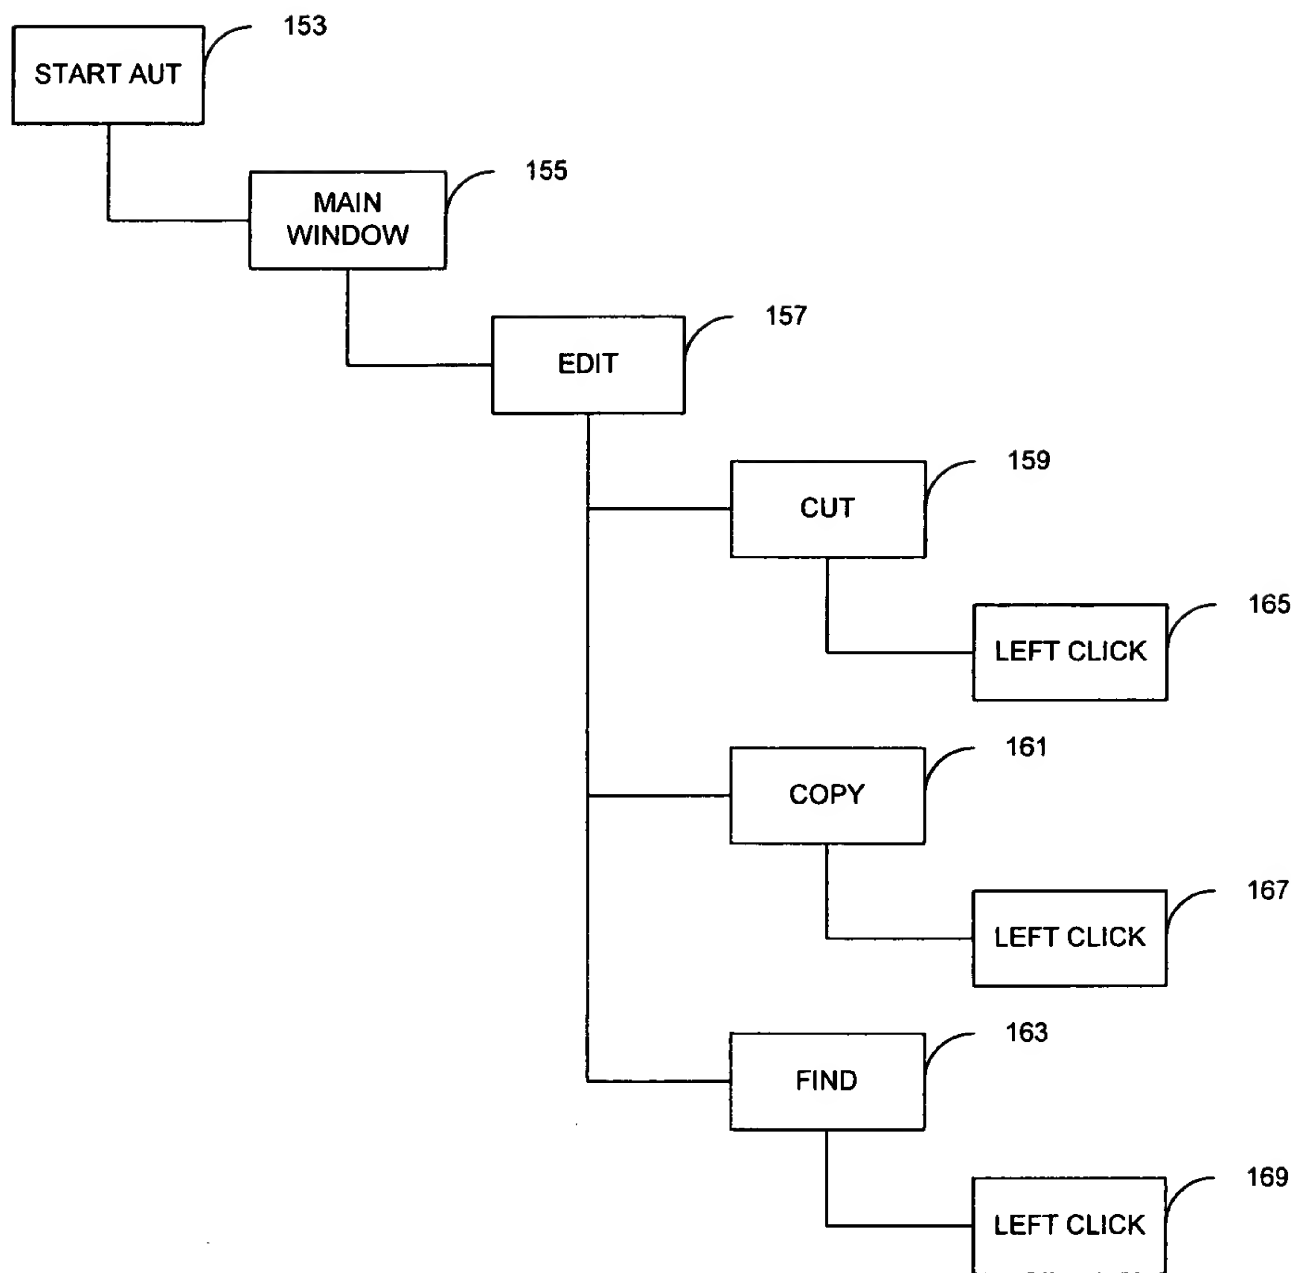 153
START AUT
155
MAIN
WINDOW
157
EDIT
159
CUT
165
LEFT CLICK
161
COPY
167
LEFT CLICK
163
FIND
169
LEFT CLICK